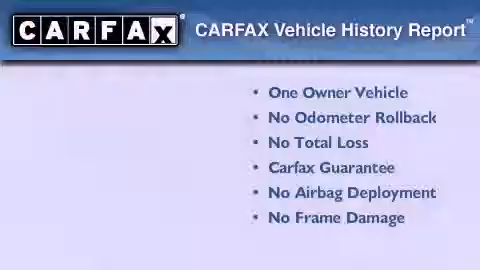 CARFAX® CARFAX Vehicle History Report™
• One Owner Vehicle
• No Odometer Rollback
• No Total Loss
• Carfax Guarantee
• No Airbag Deployment
• No Frame Damage